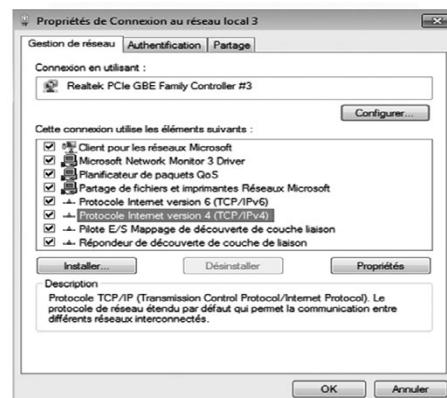 Propriétés de Connexion au réseau local 3
Gestion de réseau Authentification Partage
Connexion en utilisant :
Realtek PCIe GBE Family Controller #3
Configurer...
Cette connexion utilise les éléments suivants :
Client pour les réseaux Microsoft
Microsoft Network Monitor 3 Driver
Planificateur de paquets QoS
Partage de fichiers et imprimantes Réseaux Microsoft
Protocole Internet version 6 (TCP/IPv6)
Protocole Internet version 4 (TCP/IPv4)
Pilote E/S Mappage de découverte de couche liaison
Répondeur de découverte de couche de liaison
Installer... Désinstaller Propriétés
Description
Protocole TCP/IP (Transmission Control Protocol/Internet Protocol). Le
protocole de réseau étendu par défaut qui permet la communication entre
différents réseaux interconnectés.
OK Annuler